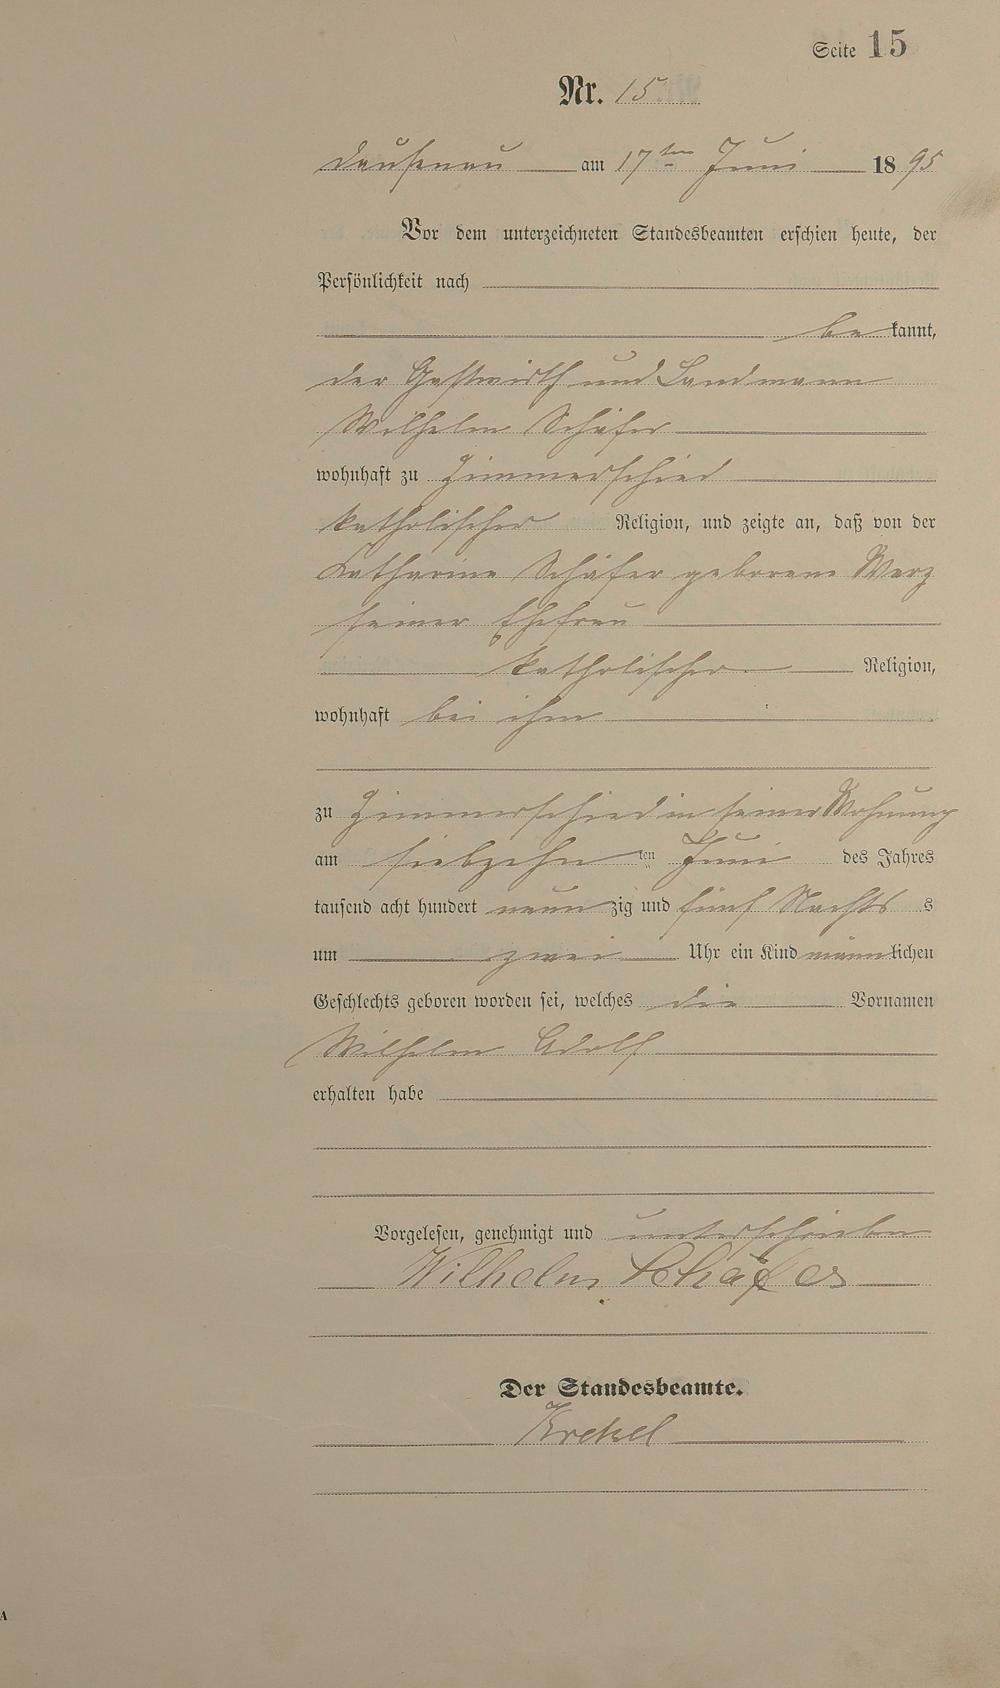 Seite 15
Nr. 15.
Dausenau am 17ten Juni 1895
Vor dem unterzeichneten Standesbeamten erschien heute, der
Persönlichkeit nach
bekannt,
der Gastwirth und Landmann
Wilhelm Schäfer
wohnhaft zu Zimmerschied
katholischer Religion, und zeigte an, daß von der
Katharina Schäfer geborene Merz
seiner Ehefrau
katholischer Religion,
wohnhaft bei ihm
zu Zimmerschied in seiner Wohnung
am siebzehnten Juni des Jahres
tausend acht hundert neunzig und fünf Nachts s
um zwei Uhr ein Kind männlichen
Geschlechts geboren worden sei, welches die Vornamen
Wilhelm Adolf
erhalten habe
Vorgelesen, genehmigt und unterschrieben
Wilhelm Schäfer
Der Standesbeamte.
Krekel
A